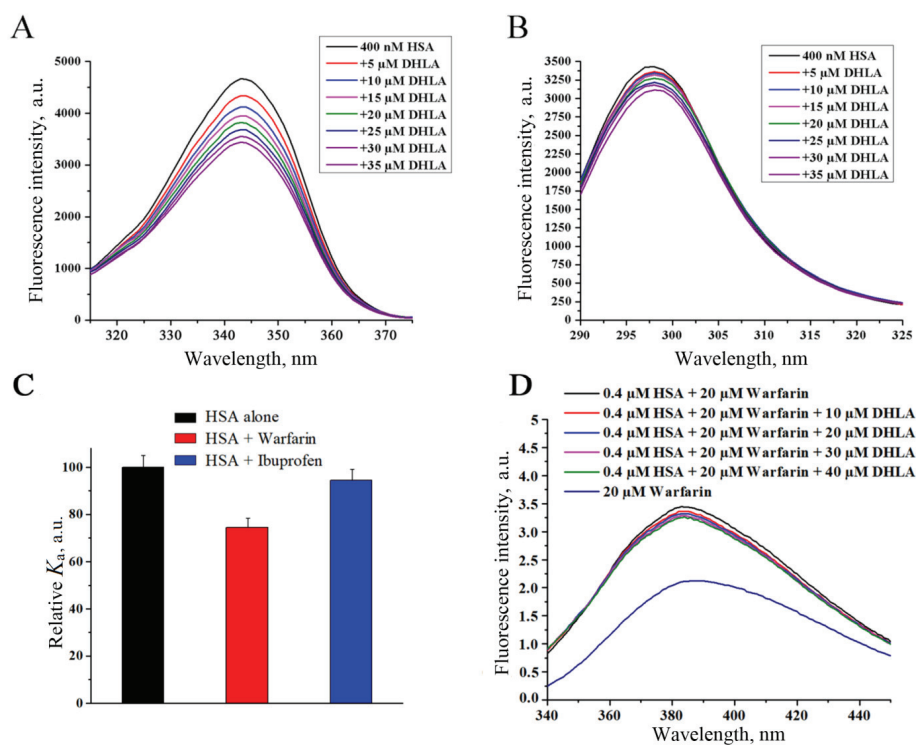 A
Fluorescence intensity, a.u.
5000
4000
3000
2000
1000
0
320
330
340
350
360
370
Wavelength, nm
400 nM HSA
+5 µM DHLA
+10 µM DHLA
+15 µM DHLA
+20 µM DHLA
+25 µM DHLA
+30 µM DHLA
+35 µM DHLA
B
Fluorescence intensity, a.u.
3500
3250
3000
2750
2500
2250
2000
1750
1500
1250
1000
750
500
250
0
290
295
300
305
310
315
320
325
Wavelength, nm
400 nM HSA
+5 µM DHLA
+10 µM DHLA
+15 µM DHLA
+20 µM DHLA
+25 µM DHLA
+30 µM DHLA
+35 µM DHLA
C
HSA alone
HSA + Warfarin
HSA + Ibuprofen
Relative Ka, a.u.
100
80
60
40
20
0
D
0.4 µM HSA + 20 µM Warfarin
0.4 µM HSA + 20 µM Warfarin + 10 µM DHLA
0.4 µM HSA + 20 µM Warfarin + 20 µM DHLA
0.4 µM HSA + 20 µM Warfarin + 30 µM DHLA
0.4 µM HSA + 20 µM Warfarin + 40 µM DHLA
20 µM Warfarin
Fluorescence intensity, a.u.
5.
4.5
4.0
3.5
3.0
2.5
2.0
1.5
1.0
0.5
0.0
340
360
380
400
420
440
Wavelength, nm